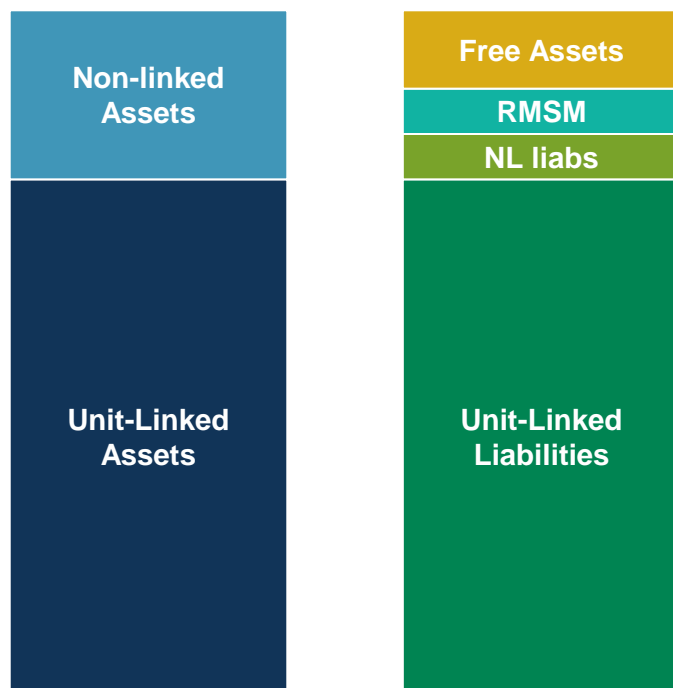 Non-linked
Assets
Unit-Linked
Assets
Free Assets
RMSM
NL liabs
Unit-Linked
Liabilities